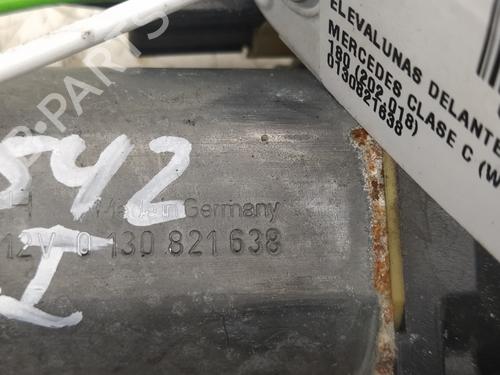 ELEVALUNAS DELANTE
MERCEDES CLASE C (W
180 (202.018)
0130821638
542
Made in Germany
12V 0 130 821 638
I